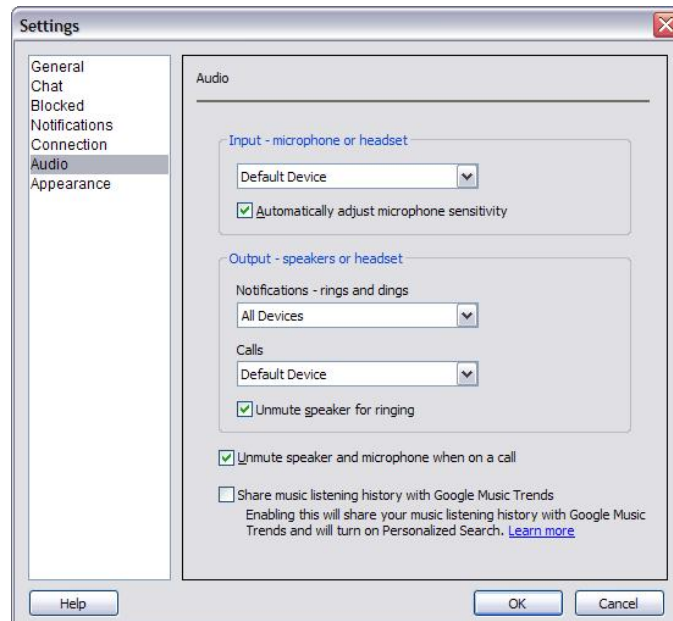 Settings
General
Chat
Blocked
Notifications
Connection
Audio
Appearance
Audio
Input - microphone or headset
Default Device
Automatically adjust microphone sensitivity
Output - speakers or headset
Notifications - rings and dings
All Devices
Calls
Default Device
Unmute speaker for ringing
Unmute speaker and microphone when on a call
Share music listening history with Google Music Trends
Enabling this will share your music listening history with Google Music
Trends and will turn on Personalized Search. Learn more
Help
OK
Cancel